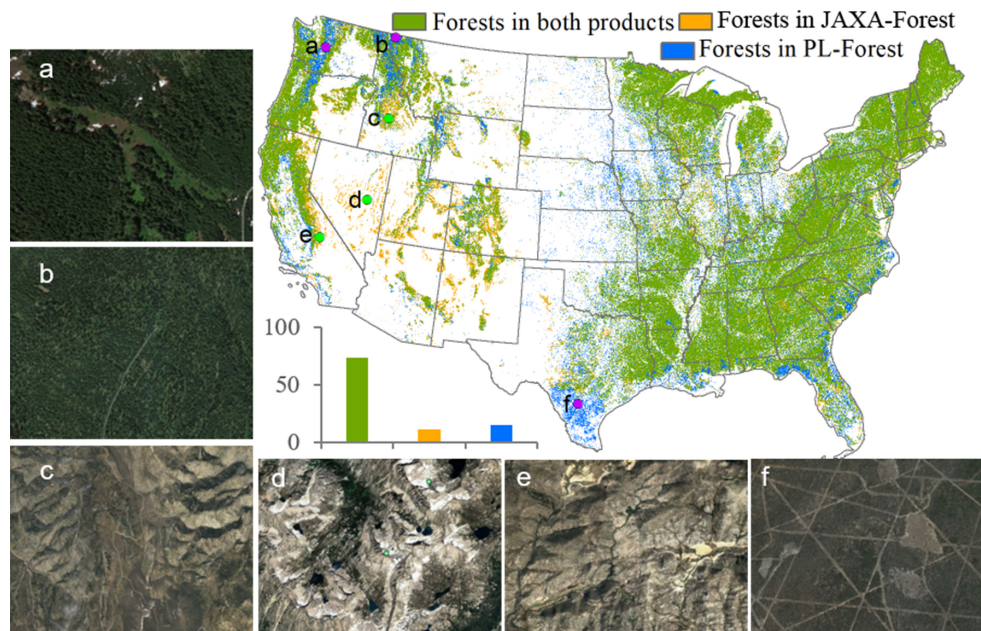 Forests in both products
Forests in JAXA-Forest
Forests in PL-Forest
a
b
c
d
e
f
100
50
0
a
b
c
d
e
f